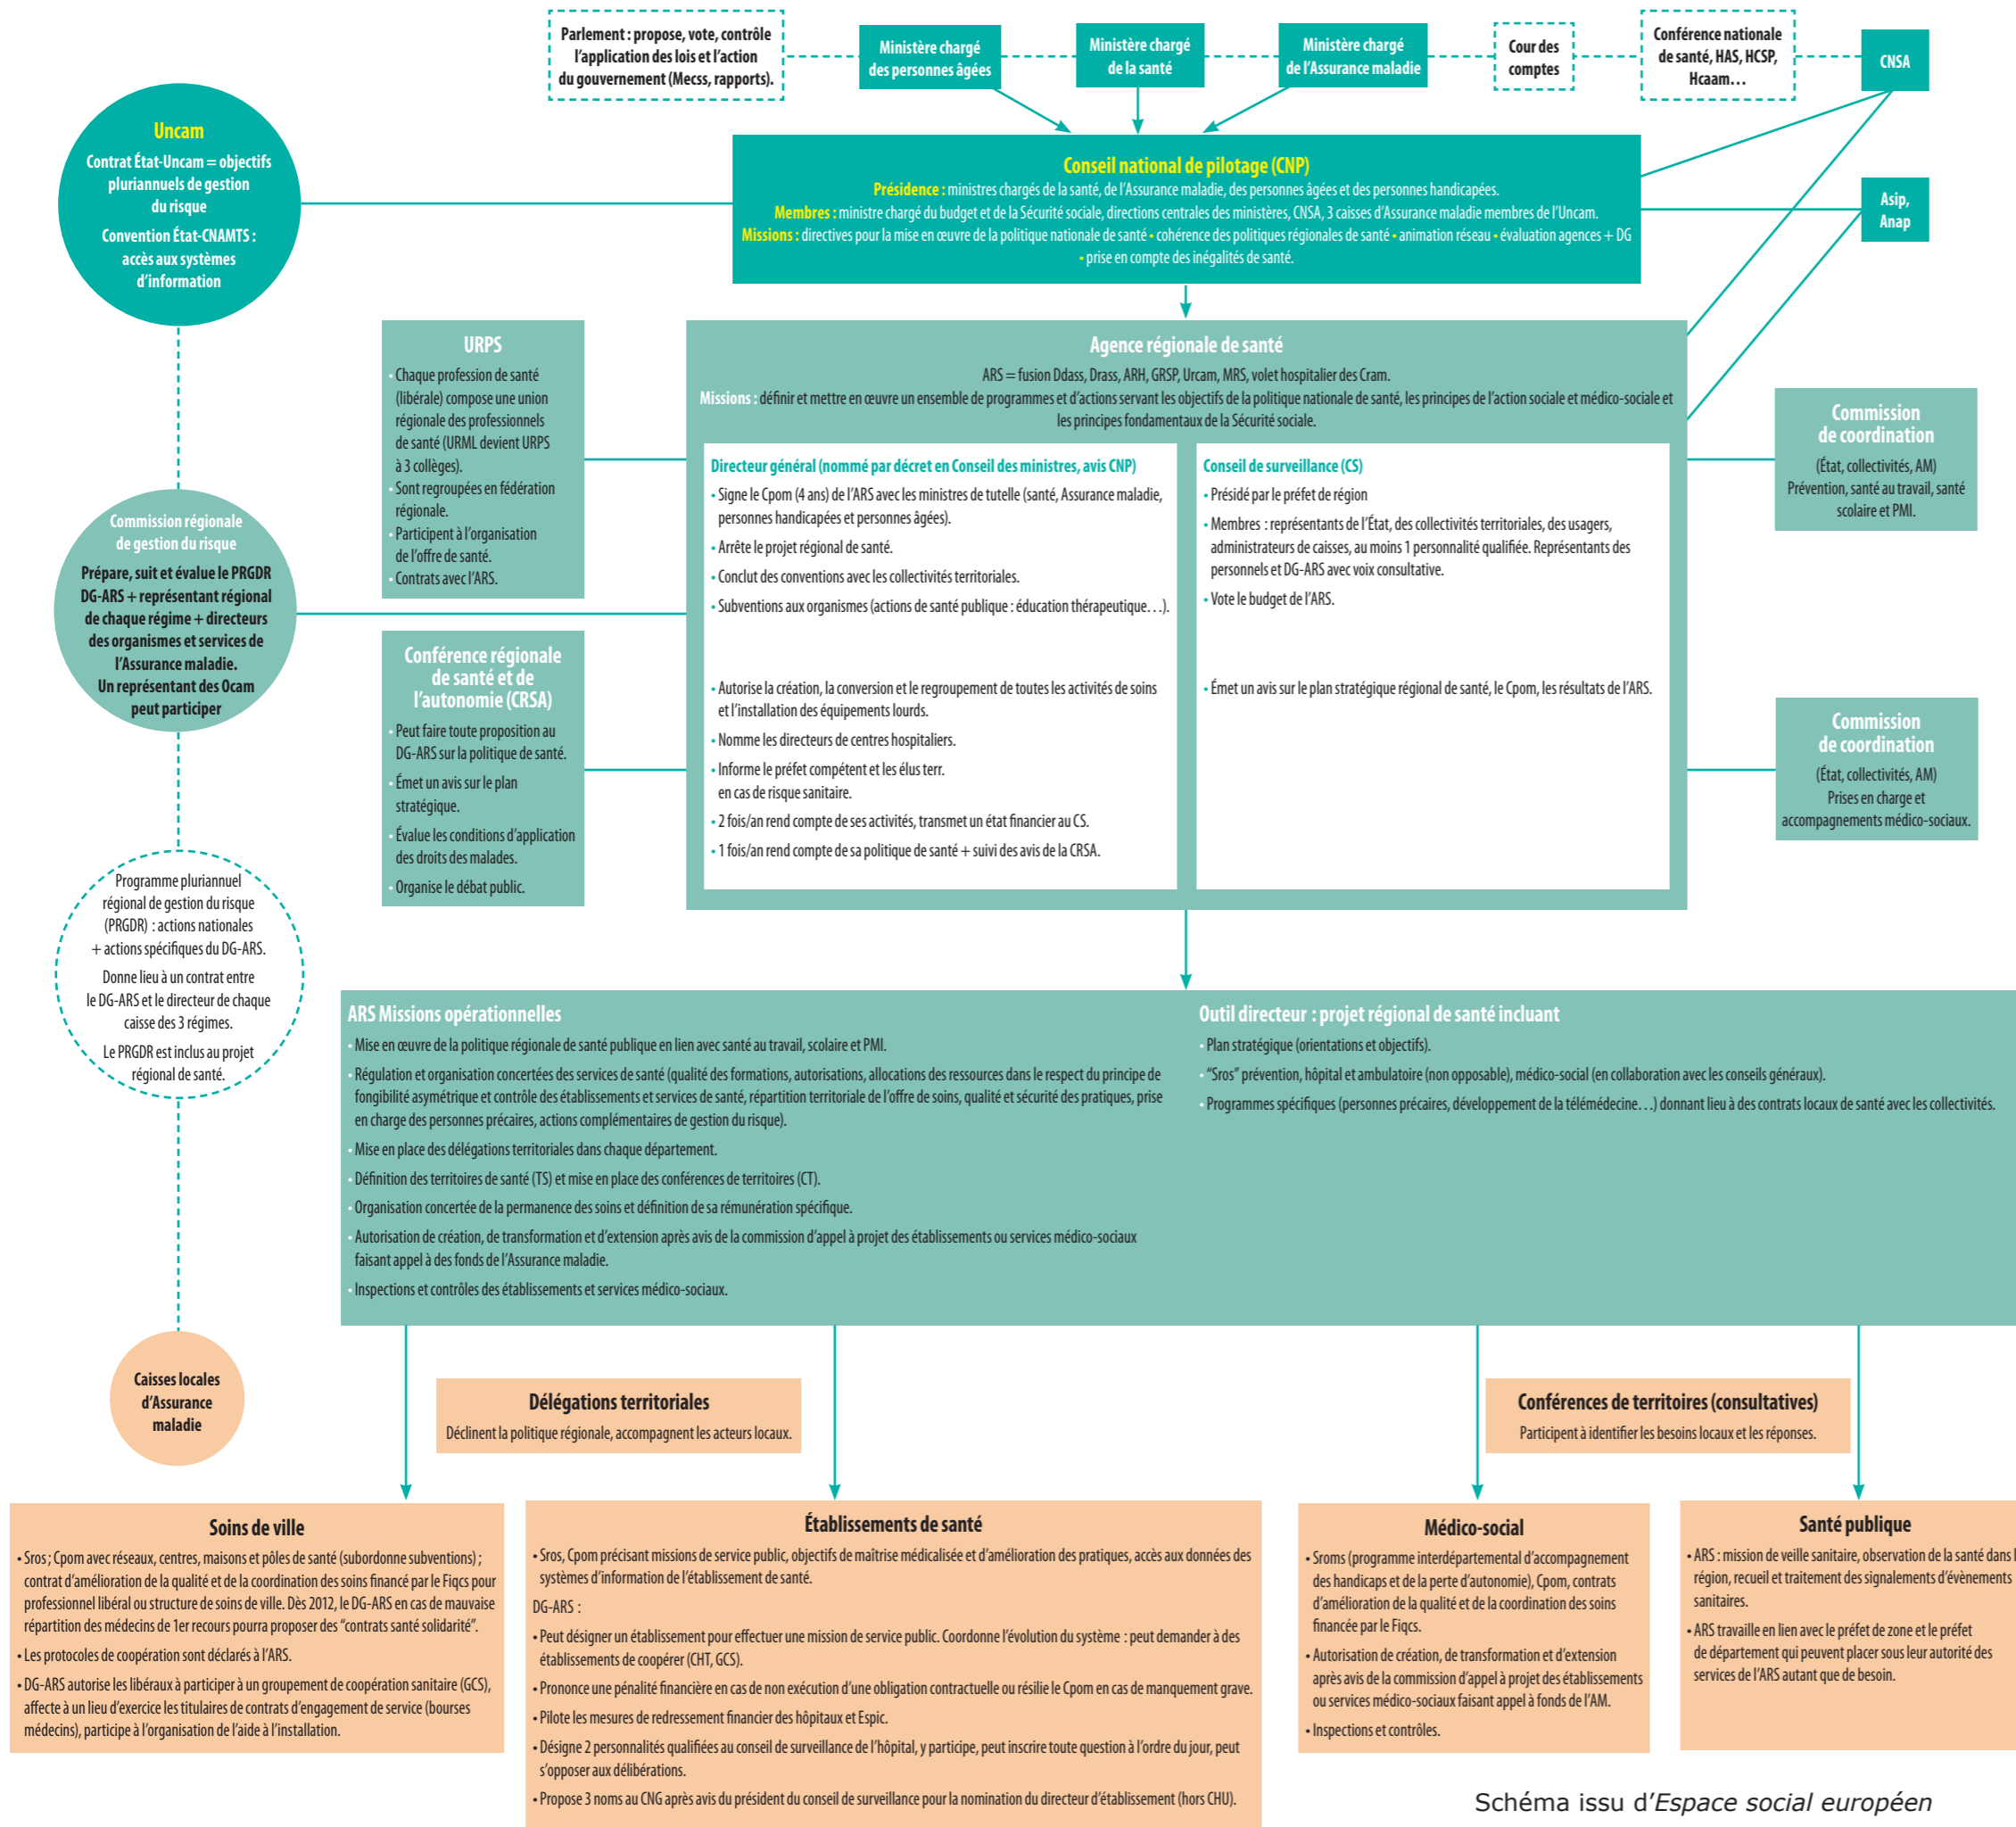 Parlement : propose, vote, contrôle
l’application des lois et l’action
du gouvernement (Mecss, rapports).
Ministère chargé
des personnes âgées
Ministère chargé
de la santé
Ministère chargé
de l’Assurance maladie
Cour des
comptes
Conférence nationale
de santé, HAS, HCSP,
Hcaam…
CNSA
Uncam
Contrat État-Uncam = objectifs
pluriannuels de gestion
du risque
Convention État-CNAMTS :
accès aux systèmes
d’information
Conseil national de pilotage (CNP)
Présidence : ministres chargés de la santé, de l’Assurance maladie, des personnes âgées et des personnes handicapées.
Membres : ministre chargé du budget et de la Sécurité sociale, directions centrales des ministères, CNSA, 3 caisses d’Assurance maladie membres de l’Uncam.
Missions : directives pour la mise en œuvre de la politique nationale de santé • cohérence des politiques régionales de santé • animation réseau • évaluation agences + DG
• prise en compte des inégalités de santé.
Asip,
Anap
URPS
• Chaque profession de santé
(libérale) compose une union
régionale des professionnels
de santé (URML devient URPS
à 3 collèges).
• Sont regroupées en fédération
régionale.
• Participent à l’organisation
de l’offre de santé.
• Contrats avec l’ARS.
Agence régionale de santé
ARS = fusion Ddass, Drass, ARH, GRSP, Urcam, MRS, volet hospitalier des Cram.
Missions : définir et mettre en œuvre un ensemble de programmes et d’actions servant les objectifs de la politique nationale de santé, les principes de l’action sociale et médico-sociale et
les principes fondamentaux de la Sécurité sociale.
Directeur général (nommé par décret en Conseil des ministres, avis CNP)
• Signe le Cpom (4 ans) de l’ARS avec les ministres de tutelle (santé, Assurance maladie,
personnes handicapées et personnes âgées).
• Arrête le projet régional de santé.
• Conclut des conventions avec les collectivités territoriales.
• Subventions aux organismes (actions de santé publique : éducation thérapeutique…).
• Autorise la création, la conversion et le regroupement de toutes les activités de soins
et l’installation des équipements lourds.
• Nomme les directeurs de centres hospitaliers.
• Informe le préfet compétent et les élus terr.
en cas de risque sanitaire.
• 2 fois/an rend compte de ses activités, transmet un état financier au CS.
• 1 fois/an rend compte de sa politique de santé + suivi des avis de la CRSA.
Conseil de surveillance (CS)
• Présidé par le préfet de région
• Membres : représentants de l’État, des collectivités territoriales, des usagers,
administrateurs de caisses, au moins 1 personnalité qualifiée. Représentants des
personnels et DG-ARS avec voix consultative.
• Vote le budget de l’ARS.
• Émet un avis sur le plan stratégique régional de santé, le Cpom, les résultats de l’ARS.
Commission
de coordination
(État, collectivités, AM)
Prévention, santé au travail, santé
scolaire et PMI.
Commission régionale
de gestion du risque
Prépare, suit et évalue le PRGDR
DG-ARS + représentant régional
de chaque régime + directeurs
des organismes et services de
l’Assurance maladie.
Un représentant des Ocam
peut participer
Conférence régionale
de santé et de
l’autonomie (CRSA)
• Peut faire toute proposition au
DG-ARS sur la politique de santé.
• Émet un avis sur le plan
stratégique.
• Évalue les conditions d’application
des droits des malades.
• Organise le débat public.
Commission
de coordination
(État, collectivités, AM)
Prises en charge et
accompagnements médico-sociaux.
Programme pluriannuel
régional de gestion du risque
(PRGDR) : actions nationales
+ actions spécifiques du DG-ARS.
Donne lieu à un contrat entre
le DG-ARS et le directeur de chaque
caisse des 3 régimes.
Le PRGDR est inclus au projet
régional de santé.
ARS Missions opérationnelles
• Mise en œuvre de la politique régionale de santé publique en lien avec santé au travail, scolaire et PMI.
• Régulation et organisation concertées des services de santé (qualité des formations, autorisations, allocations des ressources dans le respect du principe de
fongibilité asymétrique et contrôle des établissements et services de santé, répartition territoriale de l’offre de soins, qualité et sécurité des pratiques, prise
en charge des personnes précaires, actions complémentaires de gestion du risque).
• Mise en place des délégations territoriales dans chaque département.
• Définition des territoires de santé (TS) et mise en place des conférences de territoires (CT).
• Organisation concertée de la permanence des soins et définition de sa rémunération spécifique.
• Autorisation de création, de transformation et d’extension après avis de la commission d’appel à projet des établissements ou services médico-sociaux
faisant appel à des fonds de l’Assurance maladie.
• Inspections et contrôles des établissements et services médico-sociaux.
Outil directeur : projet régional de santé incluant
• Plan stratégique (orientations et objectifs).
• “Sros” prévention, hôpital et ambulatoire (non opposable), médico-social (en collaboration avec les conseils généraux).
• Programmes spécifiques (personnes précaires, développement de la télémédecine…) donnant lieu à des contrats locaux de santé avec les collectivités.
Caisses locales
d’Assurance
maladie
Délégations territoriales
Déclinent la politique régionale, accompagnent les acteurs locaux.
Conférences de territoires (consultatives)
Participent à identifier les besoins locaux et les réponses.
Soins de ville
• Sros ; Cpom avec réseaux, centres, maisons et pôles de santé (subordonne subventions) ;
contrat d’amélioration de la qualité et de la coordination des soins financé par le Fiqcs pour
professionnel libéral ou structure de soins de ville. Dès 2012, le DG-ARS en cas de mauvaise
répartition des médecins de 1er recours pourra proposer des “contrats santé solidarité”.
• Les protocoles de coopération sont déclarés à l’ARS.
• DG-ARS autorise les libéraux à participer à un groupement de coopération sanitaire (GCS),
affecte à un lieu d’exercice les titulaires de contrats d’engagement de service (bourses
médecins), participe à l’organisation de l’aide à l’installation.
Établissements de santé
• Sros, Cpom précisant missions de service public, objectifs de maîtrise médicalisée et d’amélioration des pratiques, accès aux données des
systèmes d’information de l’établissement de santé.
DG-ARS :
• Peut désigner un établissement pour effectuer une mission de service public. Coordonne l’évolution du système : peut demander à des
établissements de coopérer (CHT, GCS).
• Prononce une pénalité financière en cas de non exécution d’une obligation contractuelle ou résilie le Cpom en cas de manquement grave.
• Pilote les mesures de redressement financier des hôpitaux et Espic.
• Désigne 2 personnalités qualifiées au conseil de surveillance de l’hôpital, y participe, peut inscrire toute question à l’ordre du jour, peut
s’opposer aux délibérations.
• Propose 3 noms au CNG après avis du président du conseil de surveillance pour la nomination du directeur d’établissement (hors CHU).
Médico-social
• Sroms (programme interdépartemental d’accompagnement
des handicaps et de la perte d’autonomie), Cpom, contrats
d’amélioration de la qualité et de la coordination des soins
financée par le Fiqcs.
• Autorisation de création, de transformation et d’extension
après avis de la commission d’appel à projet des établissements
ou services médico-sociaux faisant appel à fonds de l’AM.
• Inspections et contrôles.
Santé publique
• ARS : mission de veille sanitaire, observation de la santé dans
région, recueil et traitement des signalements d’évènements
sanitaires.
• ARS travaille en lien avec le préfet de zone et le préfet
de département qui peuvent placer sous leur autorité des
services de l’ARS autant que de besoin.
Schéma issu d’Espace social européen